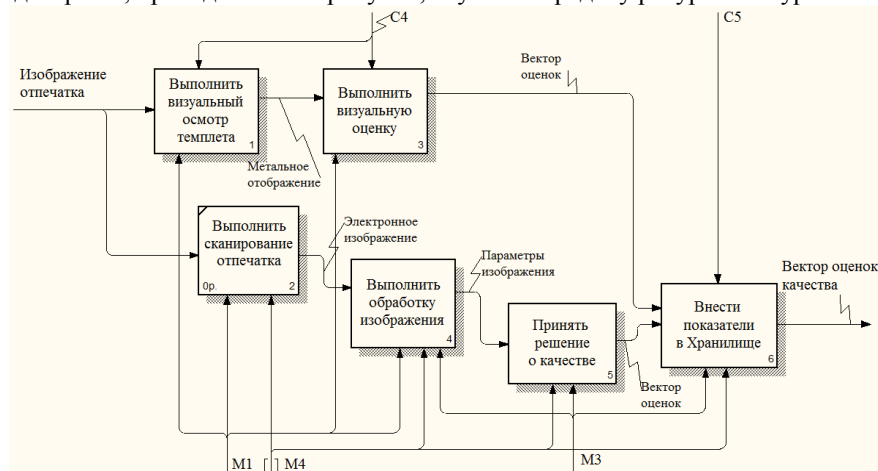 C4
C5
Изображение
отпечатка
Выполнить
визуальный
осмотр
темплета
1
Выполнить
визуальную
оценку
3
Вектор
оценок
Метальное
отображение
Выполнить
сканирование
отпечатка
0р.
2
Электронное
изображение
Выполнить
обработку
изображения
4
Параметры
изображения
Принять
решение
о качестве
5
Вектор
оценок
Внести
показатели
в Хранилище
6
Вектор оценок
качества
M1
M4
M3